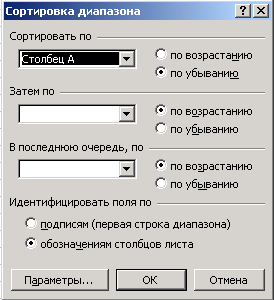 Сортировка диапазона
Сортировать по
Столбец A
по возрастанию
по убыванию
Затем по
по возрастанию
по убыванию
В последнюю очередь, по
по возрастанию
по убыванию
Идентифицировать поля по
подписям (первая строка диапазона)
обозначениям столбцов листа
Параметры... ОК Отмена